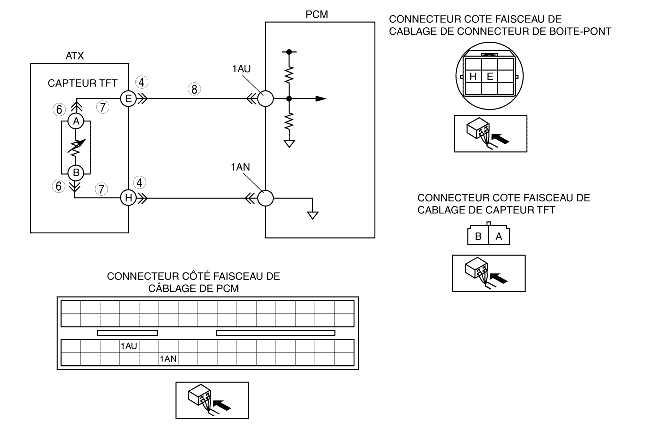 PCM
CONNECTEUR COTE FAISCEAU DE
CABLAGE DE CONNECTEUR DE BOITE-PONT
ATX
1AU
H E
CAPTEUR TFT
4
8
E
6
7
A
B
6
7
4
H
1AN
CONNECTEUR COTE FAISCEAU DE
CABLAGE DE CAPTEUR TFT
B A
CONNECTEUR CÔTÉ FAISCEAU DE
CÂBLAGE DE PCM
1AU
1AN